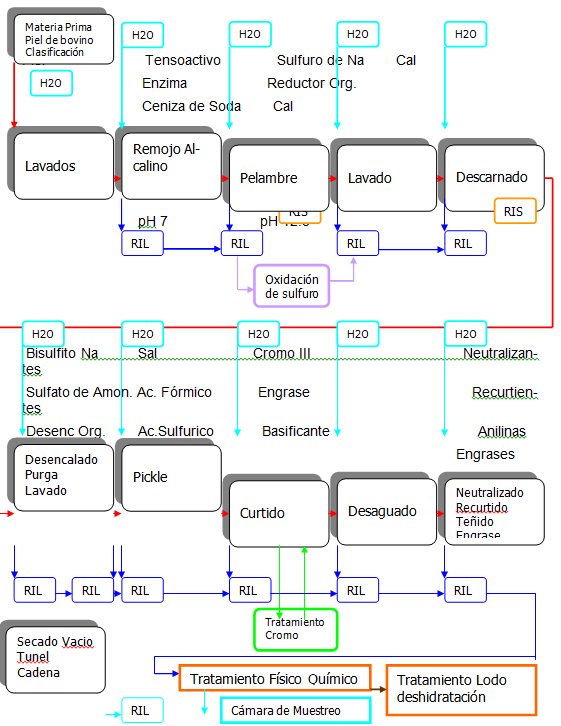 Materia Prima
Piel de bovino
Clasificación
H2O
H2O
H2O
H2O
H2O
Tensoactivo Sulfuro de Na Cal
Enzima Reductor Org.
Ceniza de Soda Cal
Lavados
Remojo Al-
calino
Pelambre
Lavado
Descarnado
RIS
RIS
pH 7
RIL
RIL
RIL
RIL
Oxidación
de sulfuro
H2O
H2O
H2O
H2O
H2O
Bisulfito Na Sal Cromo III Neutralizan-
tes
Sulfato de Amon. Ac. Fórmico Engrase Recurtien-
tes
Desenc Org. Ac.Sulfurico Basificante Anilinas
Engrases
Desencalado
Purga
Lavado
Pickle
Curtido
Desaguado
Neutralizado
Recurtido
Teñido
Engrase
RIL
RIL
RIL
RIL
RIL
RIL
Tratamiento
Cromo
Secado Vacio
Tunel
Cadena
Tratamiento Físico Químico
Tratamiento Lodo
deshidratación
RIL
Cámara de Muestreo